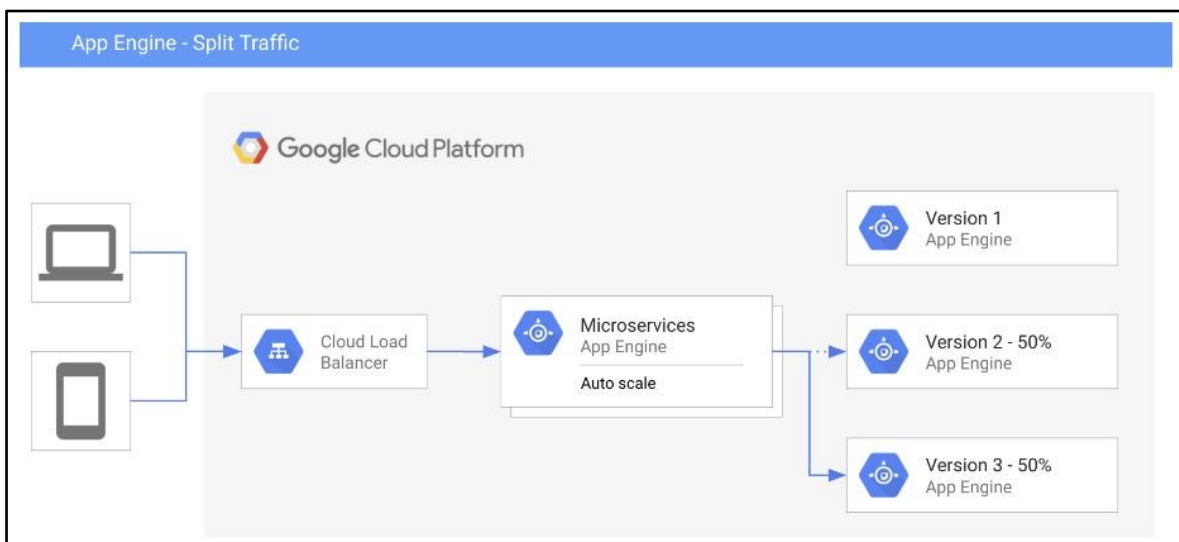 App Engine - Split Traffic
Google Cloud Platform
Version 1
App Engine
Cloud Load
Balancer
Microservices
App Engine
Auto scale
Version 2 - 50%
App Engine
Version 3 - 50%
App Engine